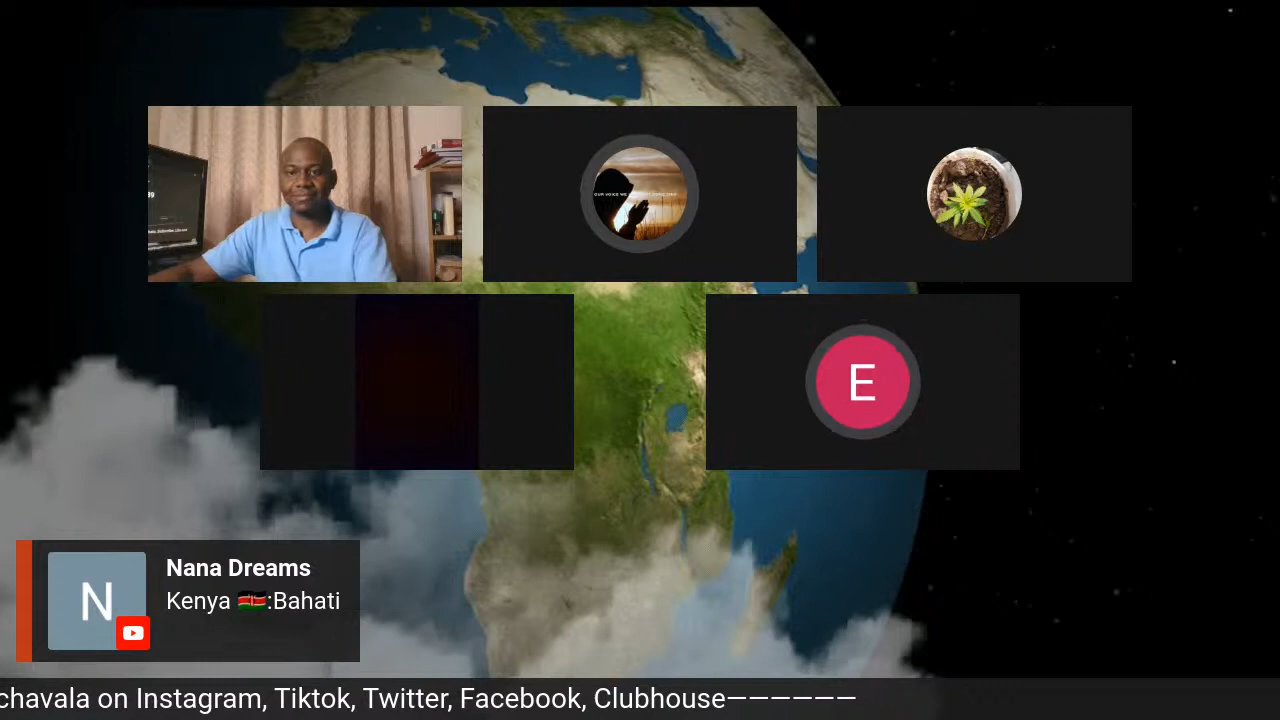 E
N
Nana Dreams
Kenya 🇰🇪:Bahati
chavala on Instagram, Tiktok, Twitter, Facebook, Clubhouse——————